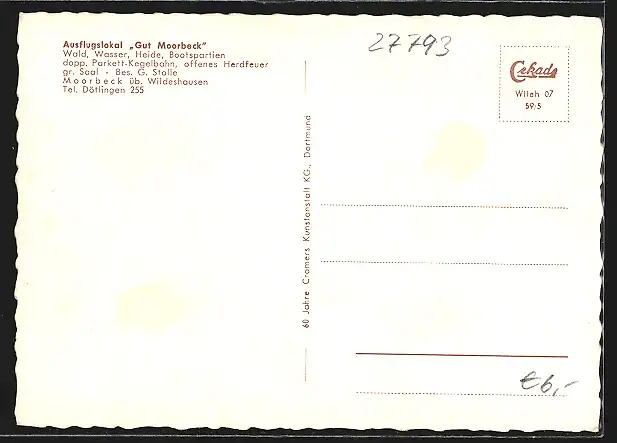 Ausflugslokal „Gut Moorbeck"
Wald, Wasser, Heide, Bootspartien
dopp. Parkett-Kegelbahn, offenes Herdfeuer
gr. Saal - Bes. G. Stolle
Moorbeck üb. Wildeshausen
Tel. Dötlingen 255
27793
Cekade
Wlleh 07
59/5
60 Jahre Cramers Kunstanstalt KG., Dortmund
€6,-